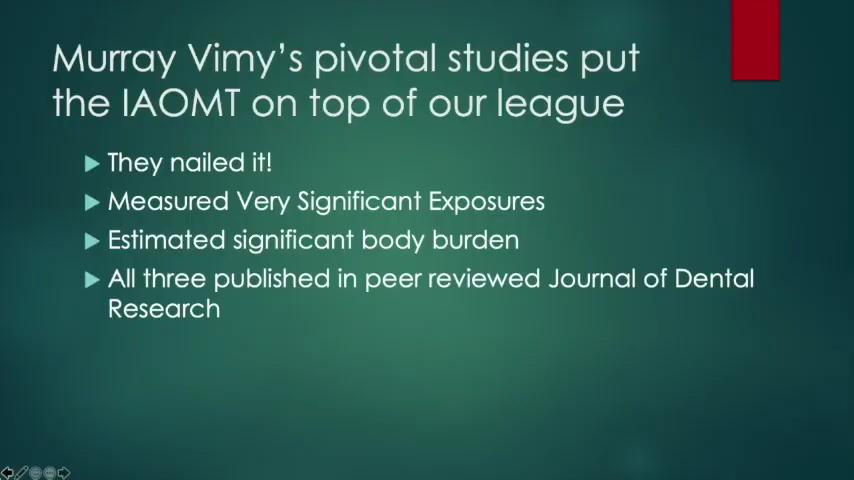 Murray Vimy's pivotal studies put
the IAOMT on top of our league
They nailed it!
Measured Very Significant Exposures
Estimated significant body burden
All three published in peer reviewed Journal of Dental
Research